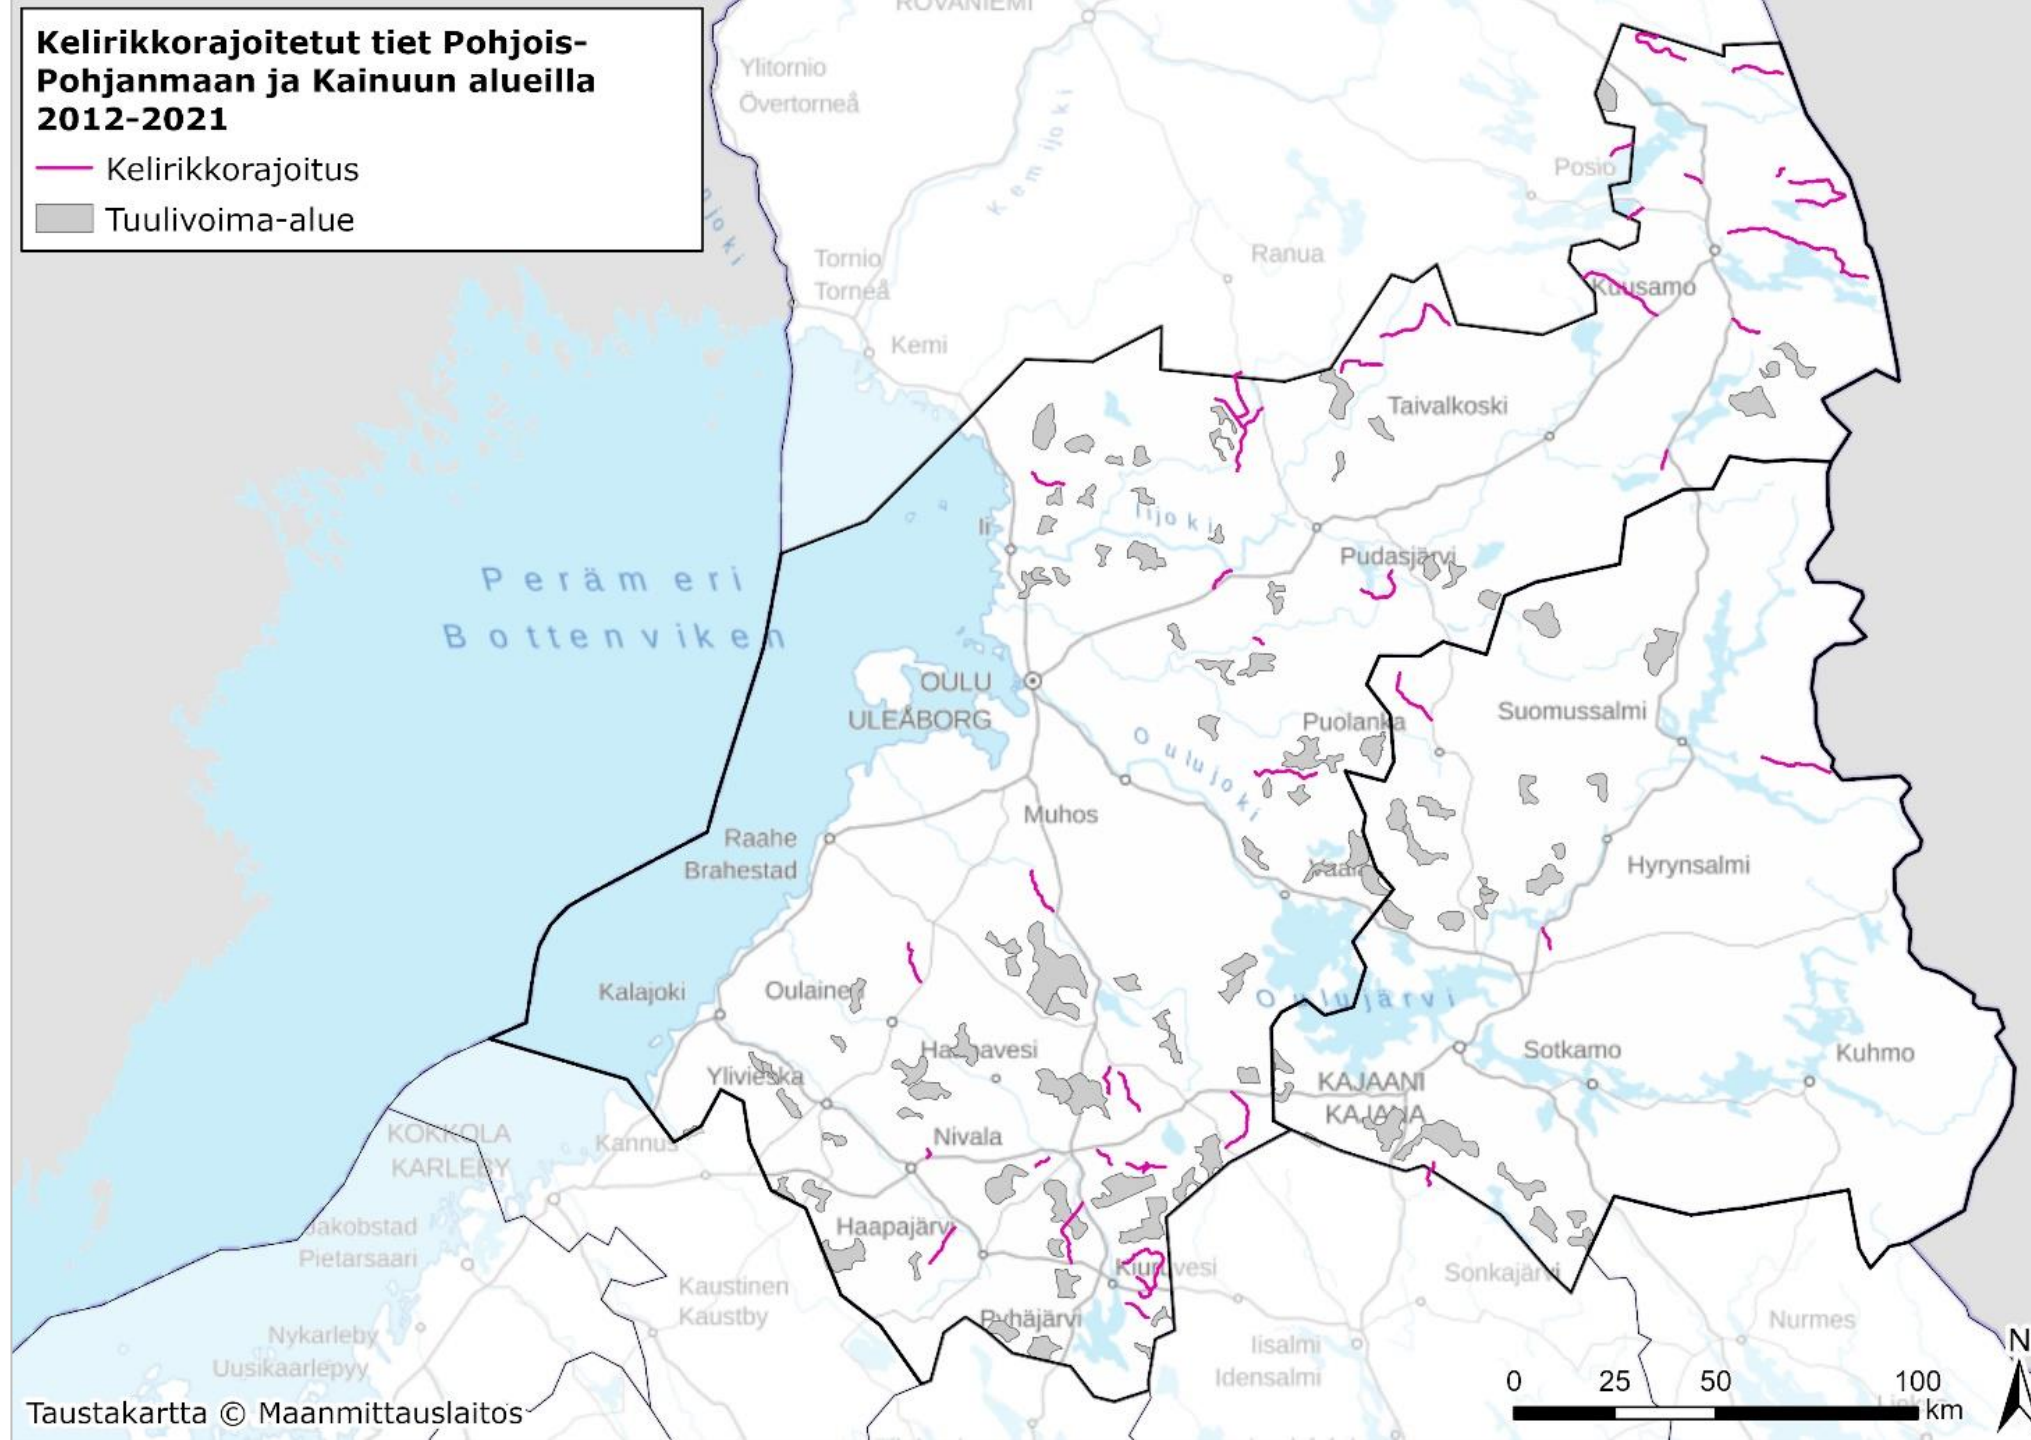 Kelirikkorajoitetut tiet Pohjois-
Pohjanmaan ja Kainuun alueilla
2012-2021
Kelirikkorajoitus
Tuulivoima-alue
ROVANIEMI
Ylitornio
Övertorneå
Kemijoki
Posio
Tornio
Torneå
Ranua
Kuusamo
Kemi
Taivalkoski
Iijoki
Ii
Pudasjärvi
Perämeri
Bottenviken
OULU
ULEÅBORG
Puolanka
Suomussalmi
Oulujoki
Muhos
Raahe
Brahestad
Vaala
Hyrynsalmi
Kalajoki
Oulainen
Oulujärvi
Haapavesi
Sotkamo
Kuhmo
Ylivieska
KAJAANI
KAJANA
KOKKOLA
KARLEBY
Kannus
Nivala
Jakobstad
Pietarsaari
Haapajärvi
Kiuruvesi
Sonkajärvi
Kaustinen
Kaustby
Pyhäjärvi
Nurmes
Nykarleby
Uusikaarlepyy
Iisalmi
Idensalmi
N
0 25 50 100
km
Taustakartta © Maanmittauslaitos